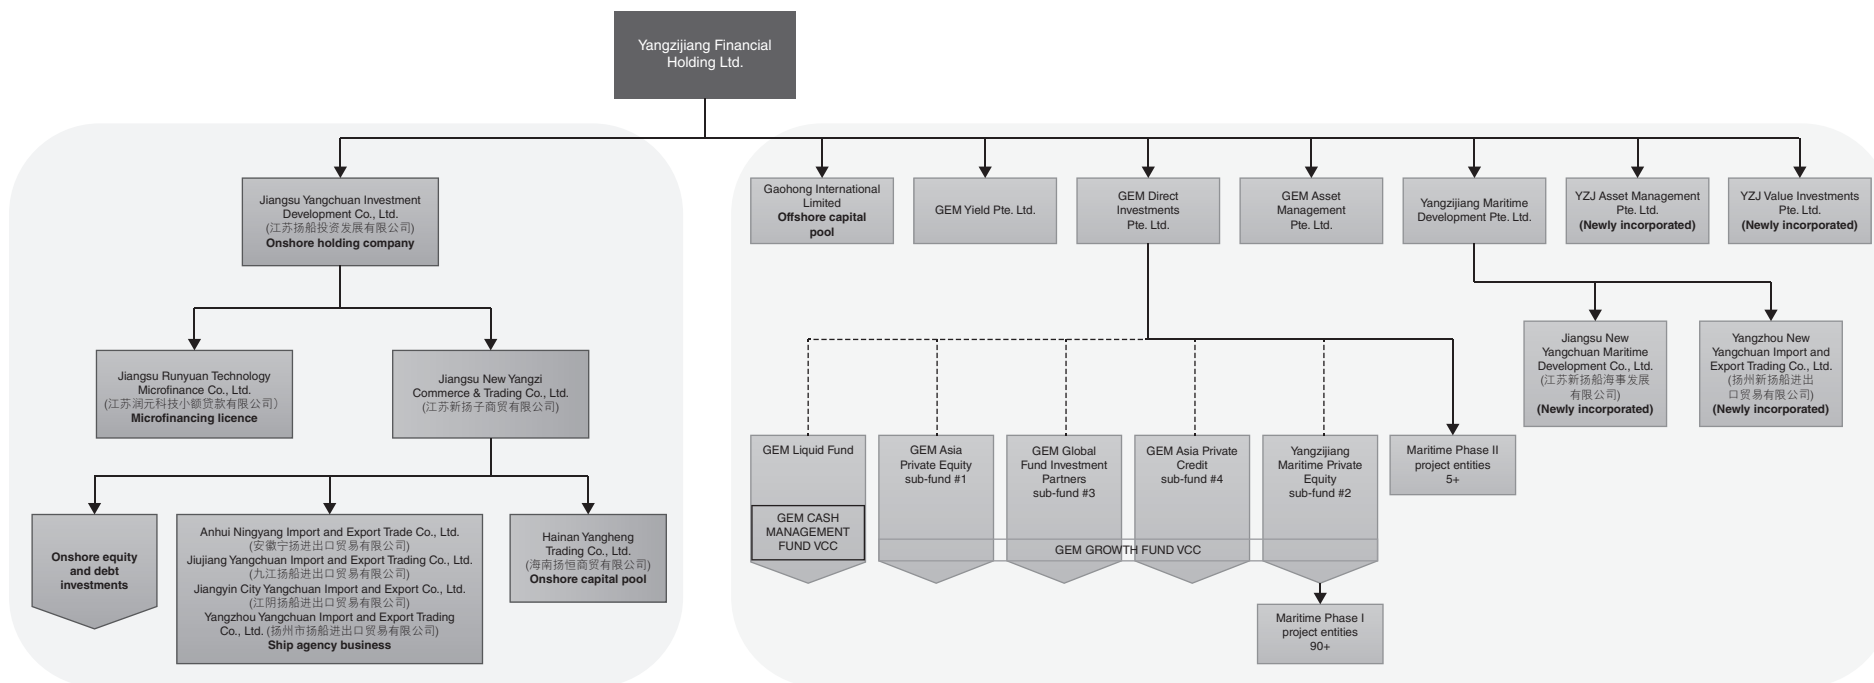 Yangzijiang Financial
Holding Ltd.
Jiangsu Yangchuan Investment
Development Co., Ltd.
(江苏扬船投资发展有限公司)
Onshore holding company
Gaohong International
Limited
Offshore capital
pool
GEM Yield Pte. Ltd.
GEM Direct
Investments
Pte. Ltd.
GEM Asset
Management
Pte. Ltd.
Yangzijiang Maritime
Development Pte. Ltd.
YZJ Asset Management
Pte. Ltd.
(Newly incorporated)
YZJ Value Investments
Pte. Ltd.
(Newly incorporated)
Jiangsu Runyuan Technology
Microfinance Co., Ltd.
(江苏润元科技小额贷款有限公司)
Microfinancing licence
Jiangsu New Yangzi
Commerce & Trading Co., Ltd.
(江苏新扬子商贸有限公司)
Jiangsu New
Yangchuan Maritime
Development Co., Ltd.
(江苏新扬船海事发展
有限公司)
(Newly incorporated)
Yangzhou New
Yangchuan Import and
Export Trading Co., Ltd.
(扬州新扬船进出
口贸易有限公司)
(Newly incorporated)
Onshore equity
and debt
investments
Anhui Ningyang Import and Export Trade Co., Ltd.
(安徽宁扬进出口贸易有限公司)
Jiujiang Yangchuan Import and Export Trading Co., Ltd.
(九江扬船进出口贸易有限公司)
Jiangyin City Yangchuan Import and Export Co., Ltd.
(江阴扬船进出口贸易有限公司)
Yangzhou Yangchuan Import and Export Trading
Co., Ltd. (扬州市扬船进出口贸易有限公司)
Ship agency business
Hainan Yangheng
Trading Co., Ltd.
(海南扬恒商贸有限公司)
Onshore capital pool
GEM Liquid Fund
GEM CASH
MANAGEMENT
FUND VCC
GEM Asia
Private Equity
sub-fund #1
GEM Global
Fund Investment
Partners
sub-fund #3
GEM Asia Private
Credit
sub-fund #4
Yangzijiang
Maritime Private
Equity
sub-fund #2
GEM GROWTH FUND VCC
Maritime Phase II
project entities
5+
Maritime Phase I
project entities
90+